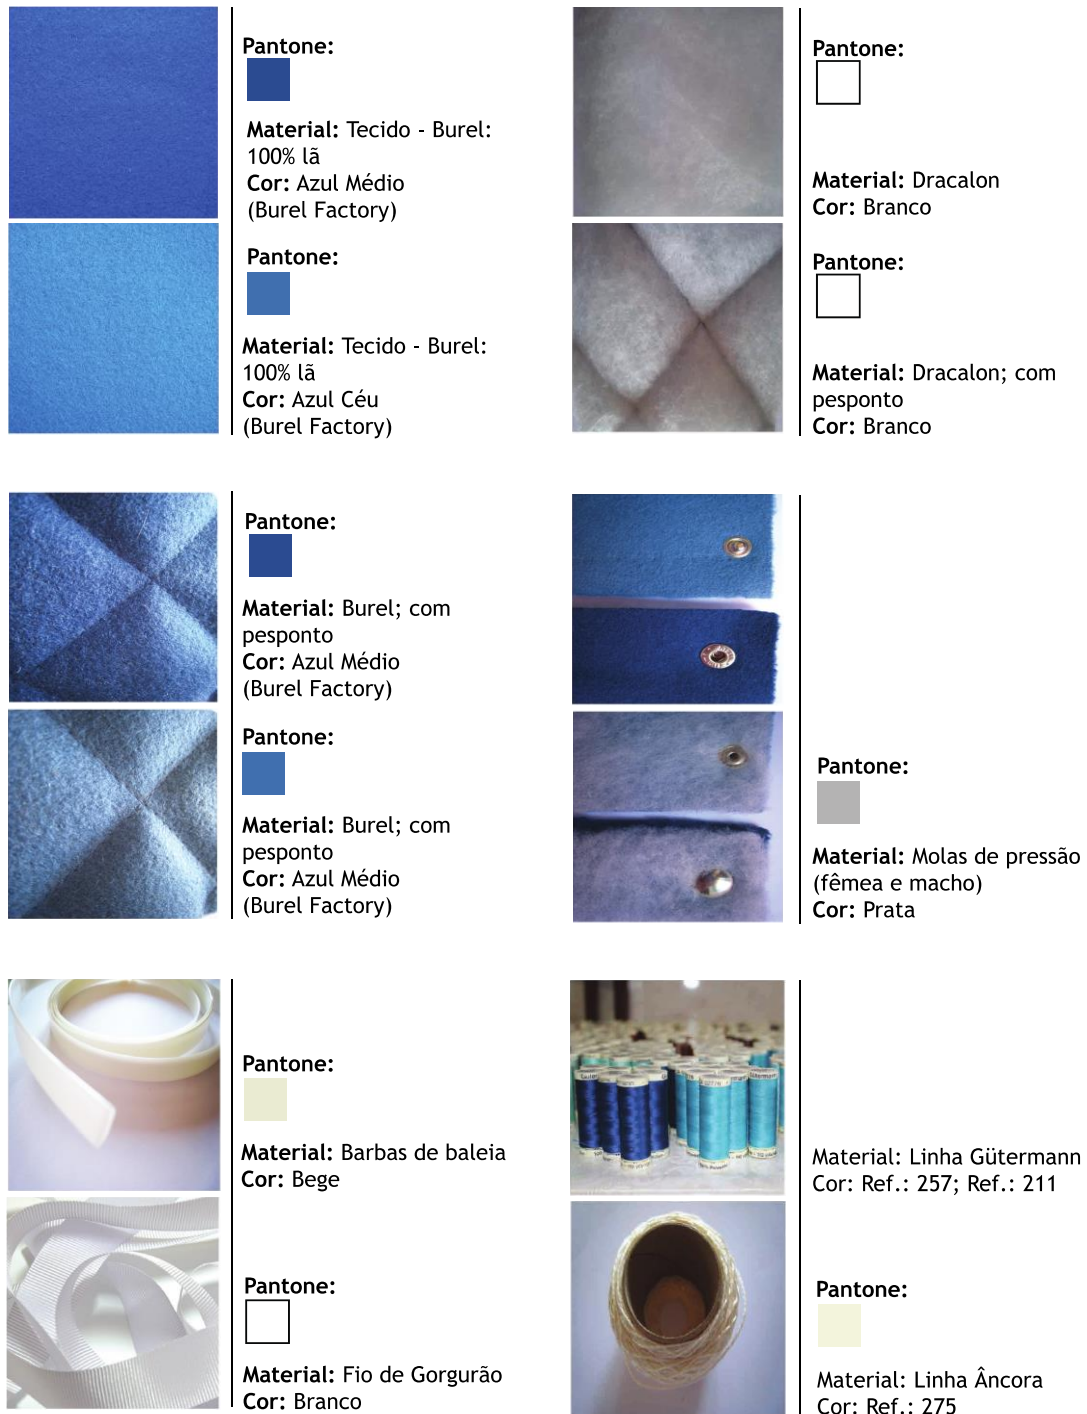 Pantone:
Material: Tecido - Burel:
100% lã
Cor: Azul Médio
(Burel Factory)
Pantone:
Material: Tecido - Burel:
100% lã
Cor: Azul Céu
(Burel Factory)
Pantone:
Material: Dracalon
Cor: Branco
Pantone:
Material: Dracalon; com
pesponto
Cor: Branco
Pantone:
Material: Burel; com
pesponto
Cor: Azul Médio
(Burel Factory)
Pantone:
Material: Burel; com
pesponto
Cor: Azul Médio
(Burel Factory)
Pantone:
Material: Molas de pressão
(fêmea e macho)
Cor: Prata
Pantone:
Material: Barbas de baleia
Cor: Bege
Pantone:
Material: Fio de Gorgurão
Cor: Branco
Gütermann
Material: Linha Gütermann
Cor: Ref.: 257; Ref.: 211
Pantone:
Material: Linha Âncora
Cor: Ref.: 275